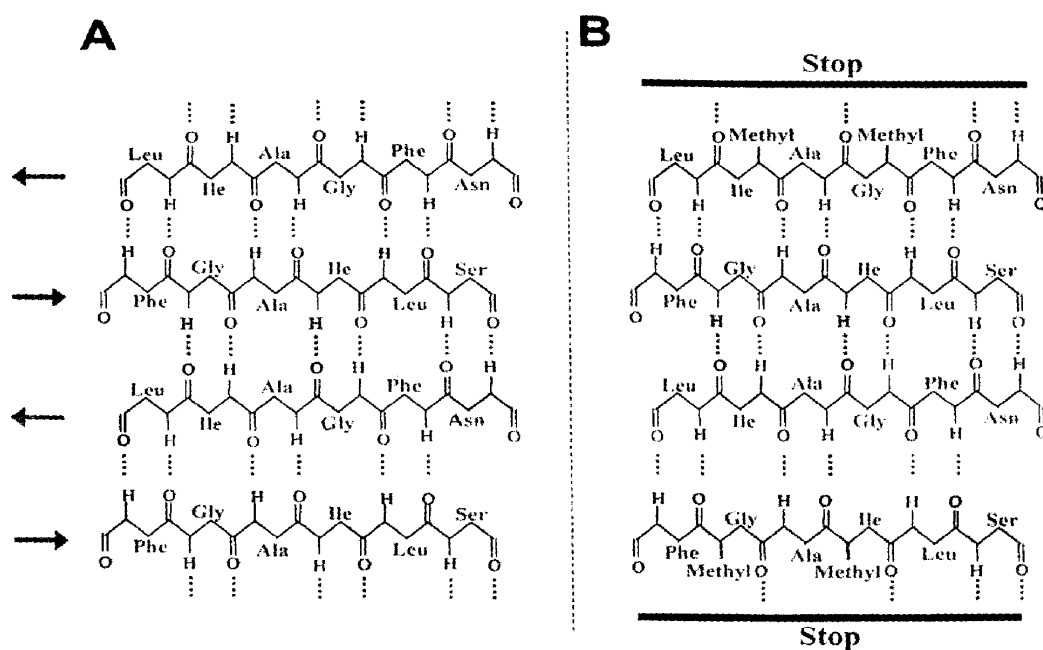 A
O H O H O H
Leu Ala Phe
Ile Gly Asn
O H O H O H O
H O H O H O
Gly Ile Ser
Phe Ala Leu
O H O H O H O
O H O H O H
Leu Ala Phe
Ile Gly Asn
O H O H O H O
H O H O H O
Gly Ile Ser
Phe Ala Leu
O H O H O H O
B
Stop
O Methyl O Methyl O H
Leu Ala Phe
Ile Gly Asn
O H O H O H O
H O H O H O
Gly Ile Ser
Phe Ala Leu
O H O H O H O
O H O H O H
Leu Ala Phe
Ile Gly Asn
O H O H O H O
H O H O H O
Gly Ile Ser
Phe Ala Leu
O Methyl O Methyl O H O
Stop